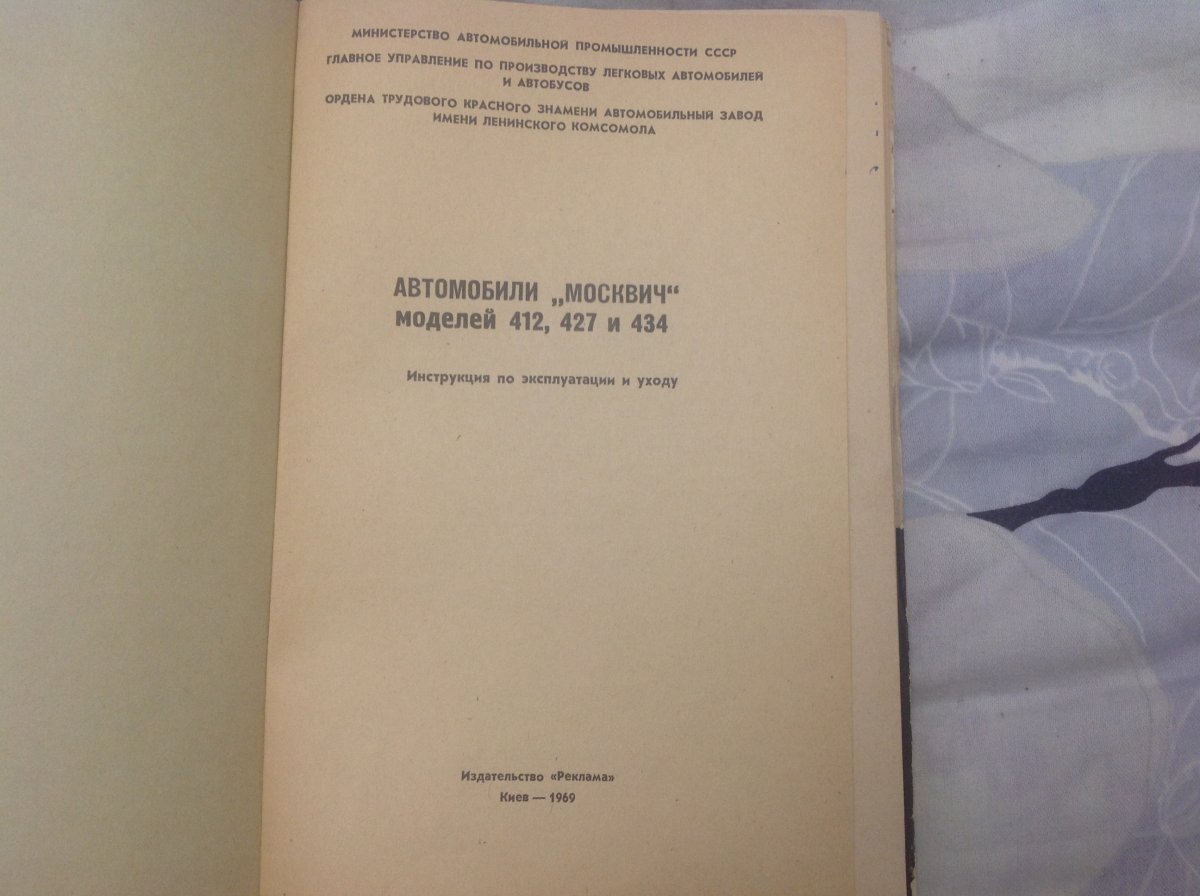 МИНИСТЕРСТВО АВТОМОБИЛЬНОЙ ПРОМЫШЛЕННОСТИ СССР
ГЛАВНОЕ УПРАВЛЕНИЕ ПО ПРОИЗВОДСТВУ ЛЕГКОВЫХ АВТОМОБИЛЕЙ
И АВТОБУСОВ
ОРДЕНА ТРУДОВОГО КРАСНОГО ЗНАМЕНИ АВТОМОБИЛЬНЫЙ ЗАВОД
ИМЕНИ ЛЕНИНСКОГО КОМСОМОЛА
АВТОМОБИЛИ „МОСКВИЧ“
моделей 412, 427 и 434
Инструкция по эксплуатации и уходу
Издательство «Реклама»
Киев — 1969